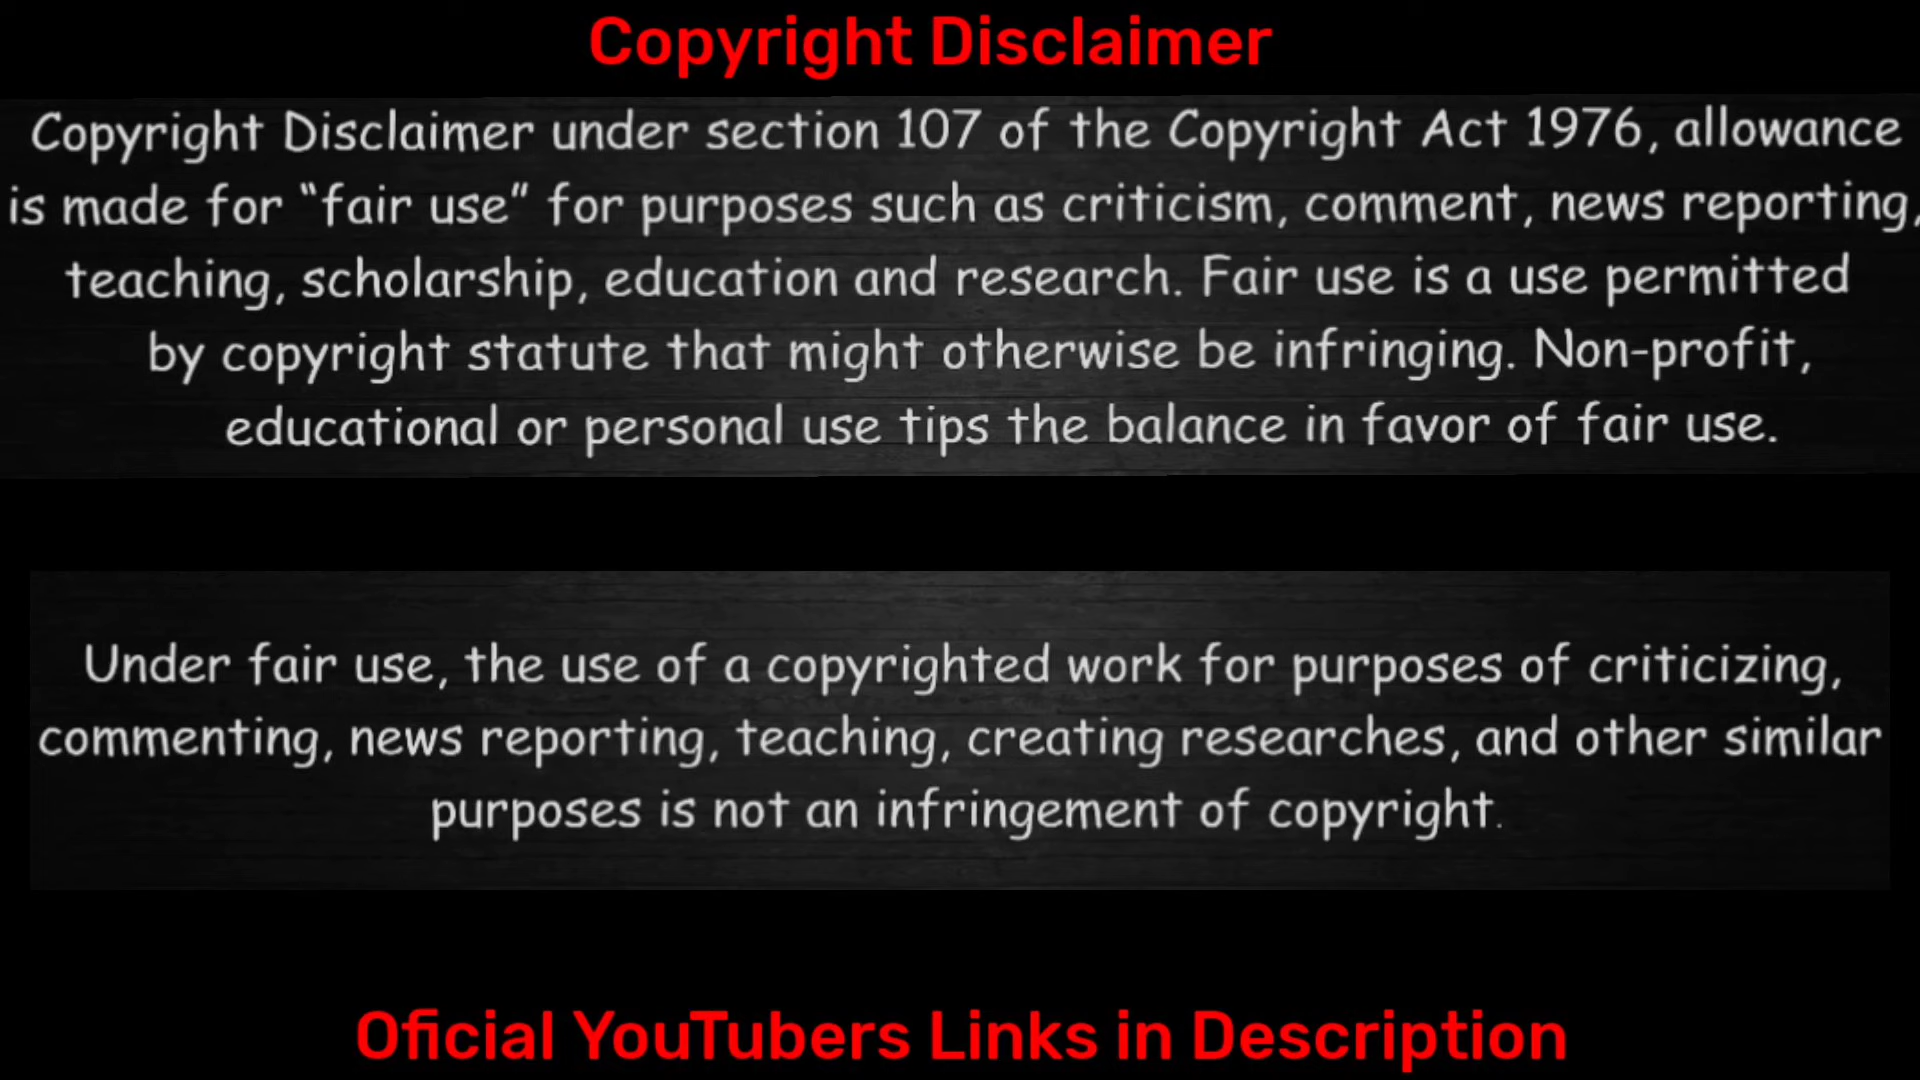 Copyright Disclaimer
Copyright Disclaimer under section 107 of the Copyright Act 1976, allowance
is made for “fair use” for purposes such as criticism, comment, news reporting,
teaching, scholarship, education and research. Fair use is a use permitted
by copyright statute that might otherwise be infringing. Non-profit,
educational or personal use tips the balance in favor of fair use.
Under fair use, the use of a copyrighted work for purposes of criticizing,
commenting, news reporting, teaching, creating researches, and other similar
purposes is not an infringement of copyright.
Oficial YouTubers Links in Description